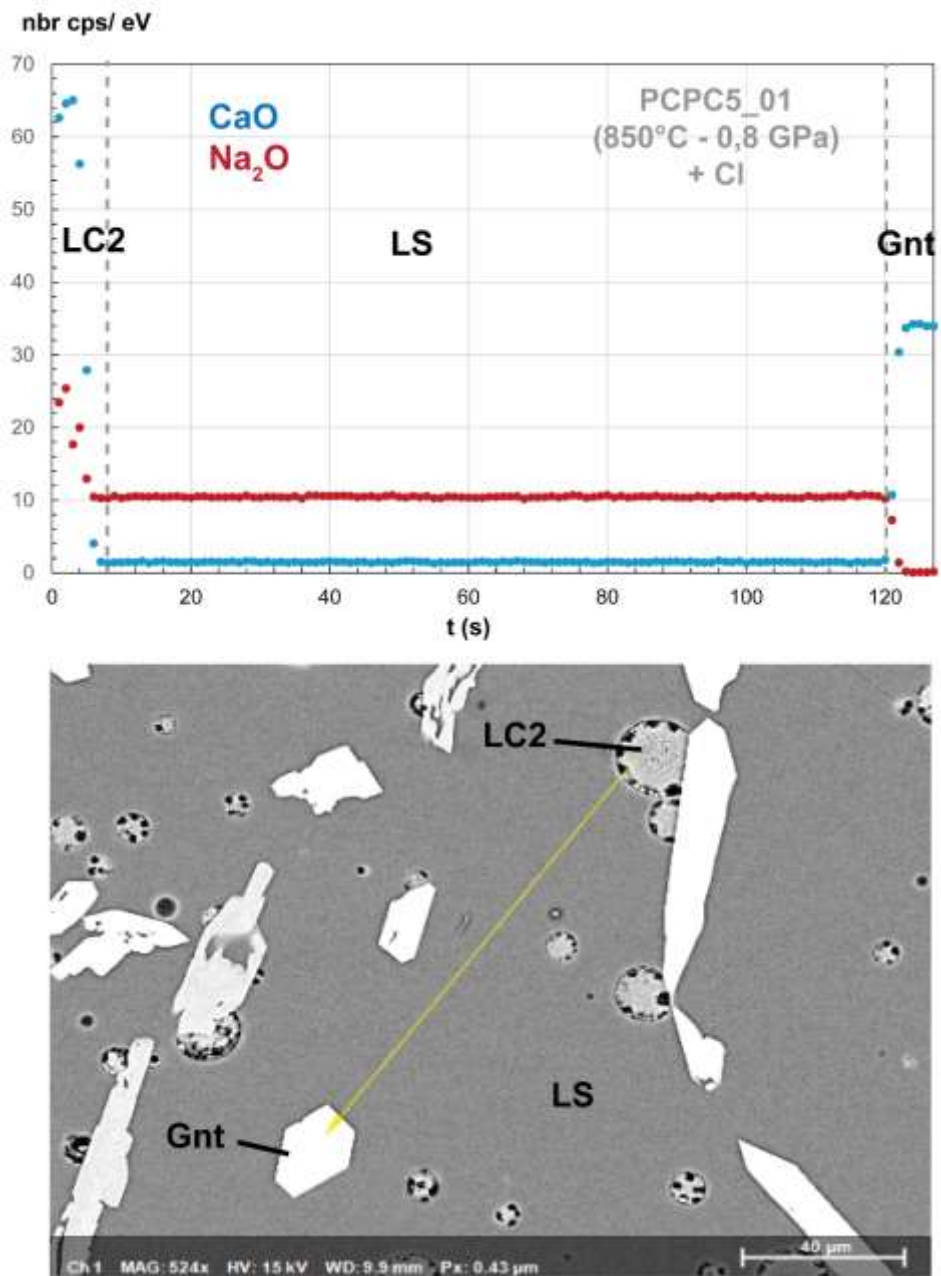 nbr cps/ eV
70
60
50
40
30
20
10
0
CaO
Na₂O
PCPC5_01
(850°C - 0,8 GPa)
+ Cl
LC2
LS
Gnt
0 20 40 60 80 100 120
t (s)
LC2
LS
Gnt
40 µm
Ch 1 MAG: 524x HV: 15 kV WD: 9.9 mm Px: 0.43 µm